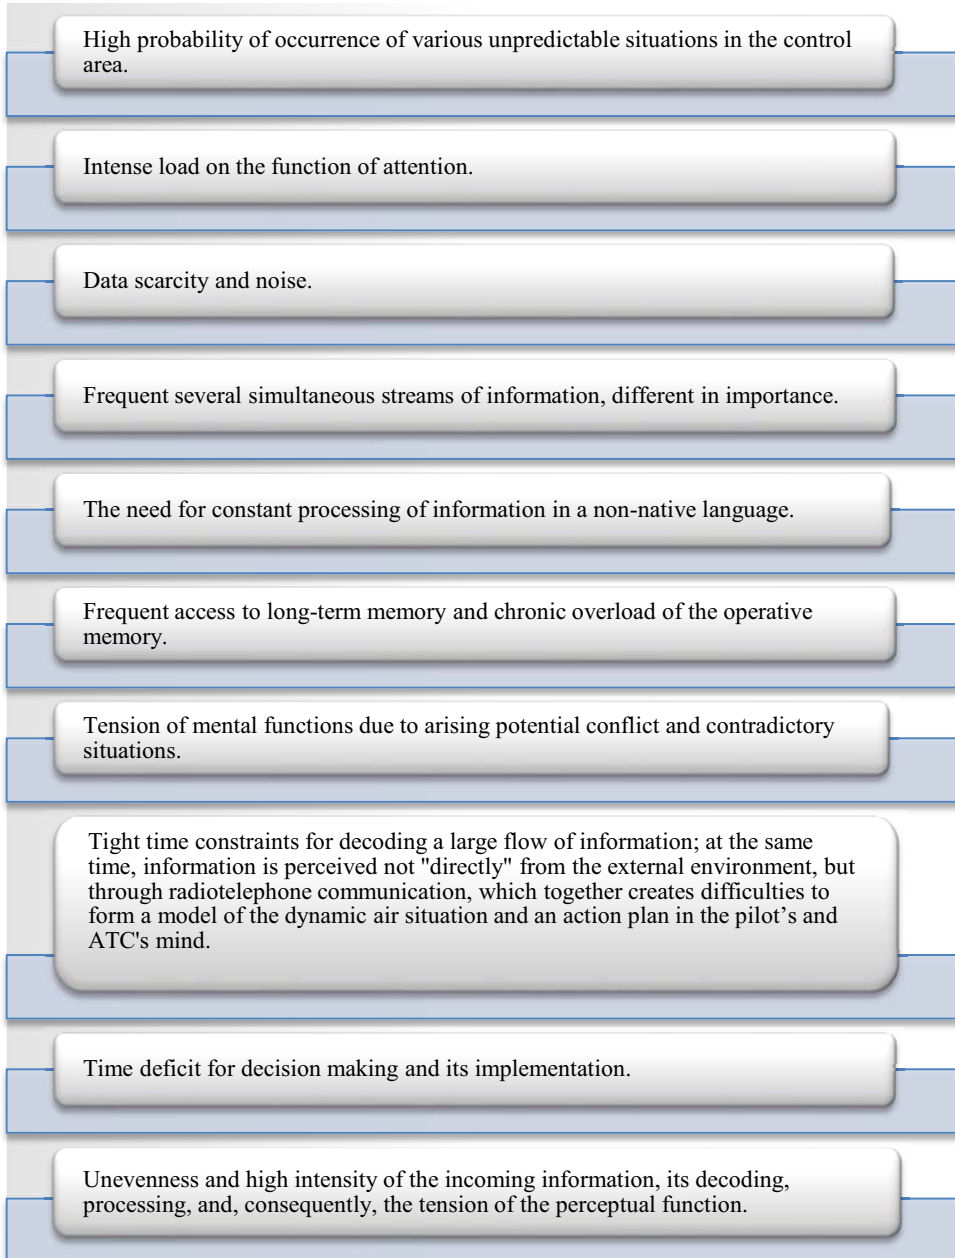 High probability of occurrence of various unpredictable situations in the control
area.
Intense load on the function of attention.
Data scarcity and noise.
Frequent several simultaneous streams of information, different in importance.
The need for constant processing of information in a non-native language.
Frequent access to long-term memory and chronic overload of the operative
memory.
Tension of mental functions due to arising potential conflict and contradictory
situations.
Tight time constraints for decoding a large flow of information; at the same
time, information is perceived not "directly" from the external environment, but
through radiotelephone communication, which together creates difficulties to
form a model of the dynamic air situation and an action plan in the pilot’s and
ATC's mind.
Time deficit for decision making and its implementation.
Unevenness and high intensity of the incoming information, its decoding,
processing, and, consequently, the tension of the perceptual function.